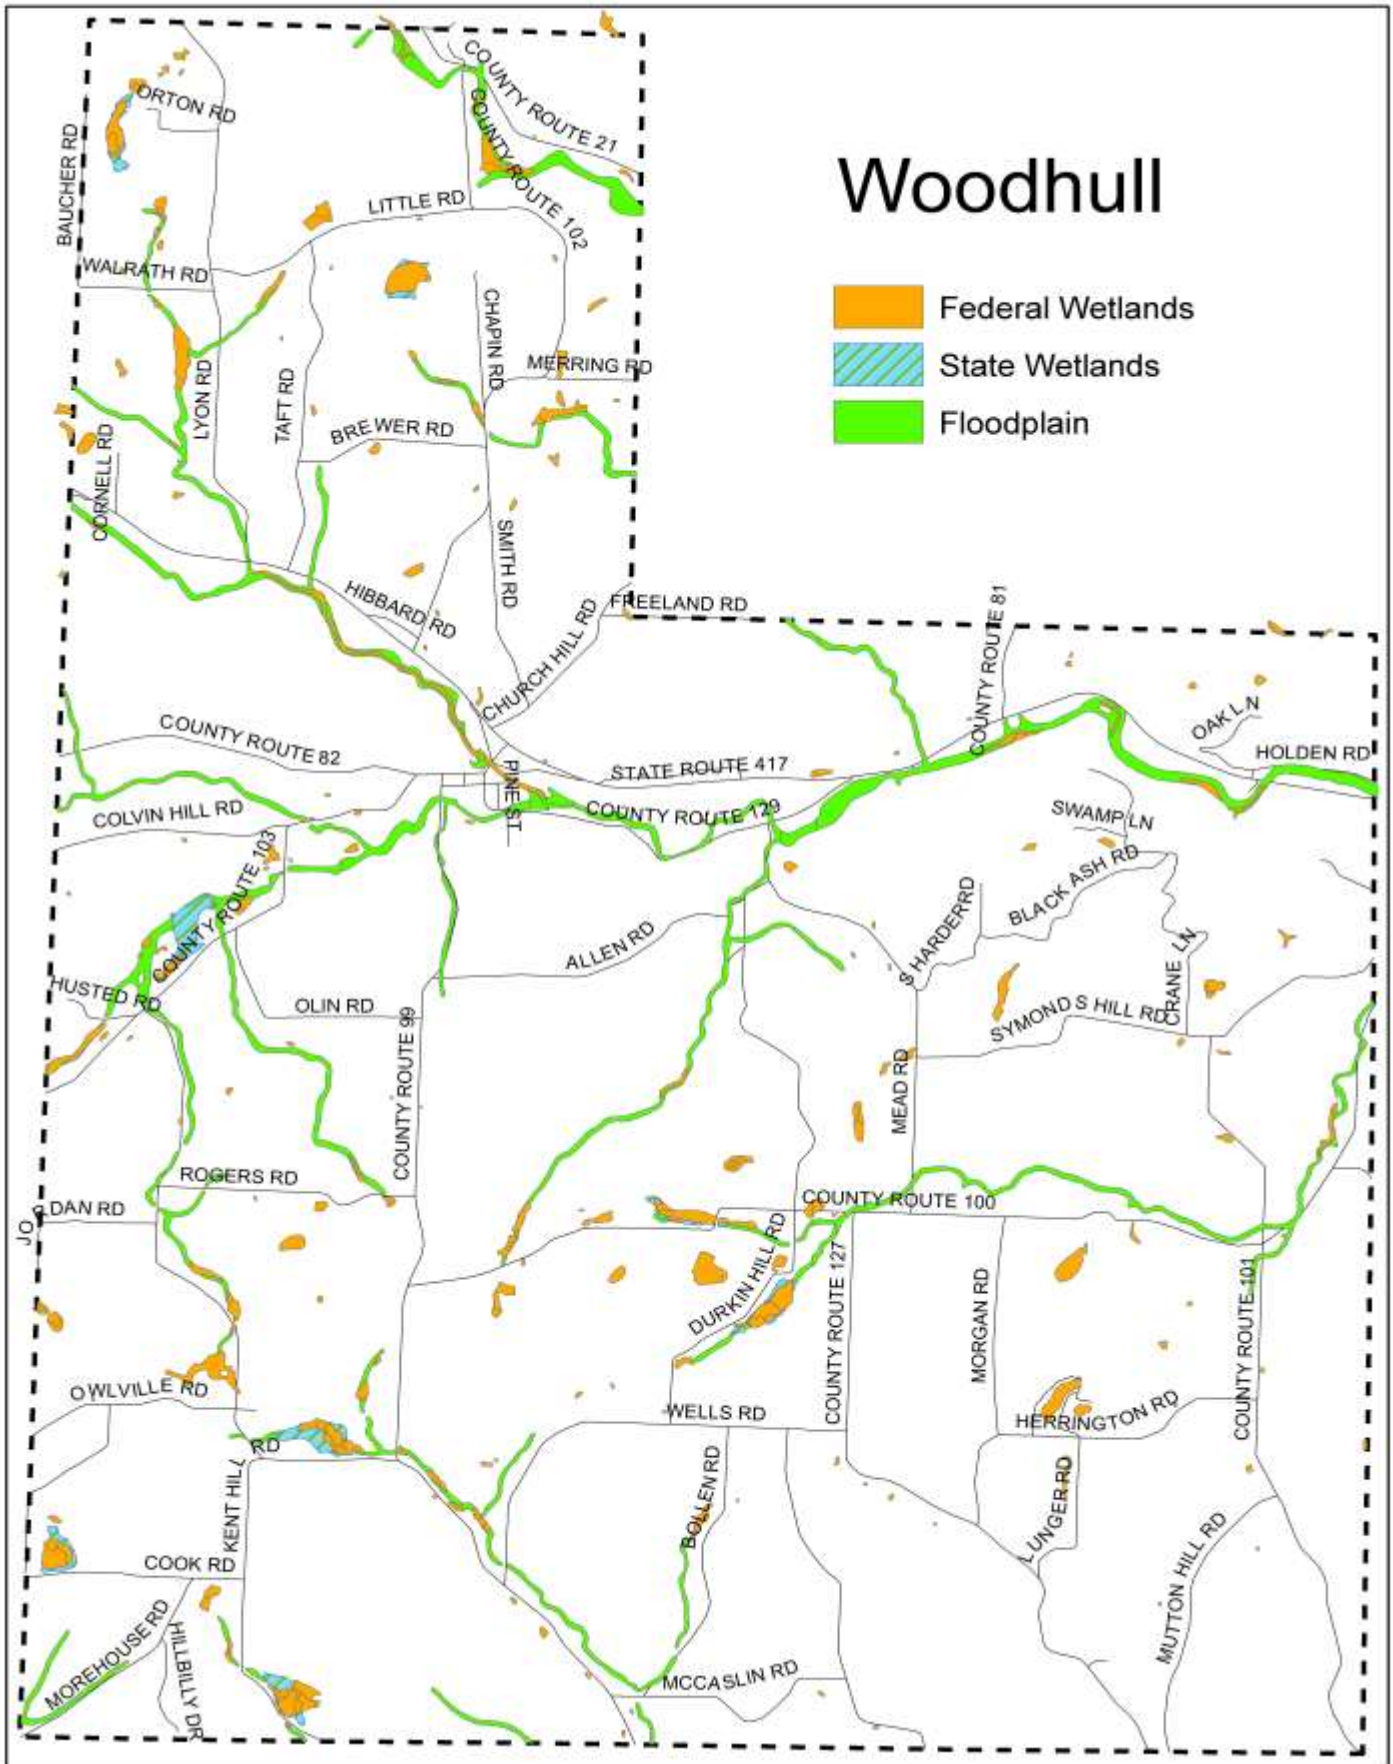 COUNTY ROUTE 21
ORTON RD
COUNTY ROUTE 102
BAUCHER RD
Woodhull
LITTLE RD
WALRATH RD
Federal Wetlands
CHAPIN RD
State Wetlands
MERRING RD
LYON RD
TAFT RD
Floodplain
BREWER RD
CORNELL RD
SMITH RD
HIBBARD RD
FREELAND RD
CHURCH HILL RD
COUNTY ROUTE 81
OAK LN
COUNTY ROUTE 82
HOLDEN RD
STATE ROUTE 417
PINE ST
COLVIN HILL RD
COUNTY ROUTE 129
SWAMP LN
COUNTY ROUTE 103
BLACK ASH RD
S HARDER RD
ALLEN RD
CRANE LN
HUSTED RD
OLIN RD
SYMONDS HILL RD
COUNTY ROUTE 99
MEAD RD
ROGERS RD
JORDAN RD
COUNTY ROUTE 100
DURKIN HILL RD
COUNTY ROUTE 127
MORGAN RD
COUNTY ROUTE 101
OWLVILLE RD
WELLS RD
HERRINGTON RD
KENT HILL RD
BOLLEN RD
LUNGER RD
COOK RD
MUTTON HILL RD
MOREHOUSE RD
HILLBILLY DR
MCCASLIN RD